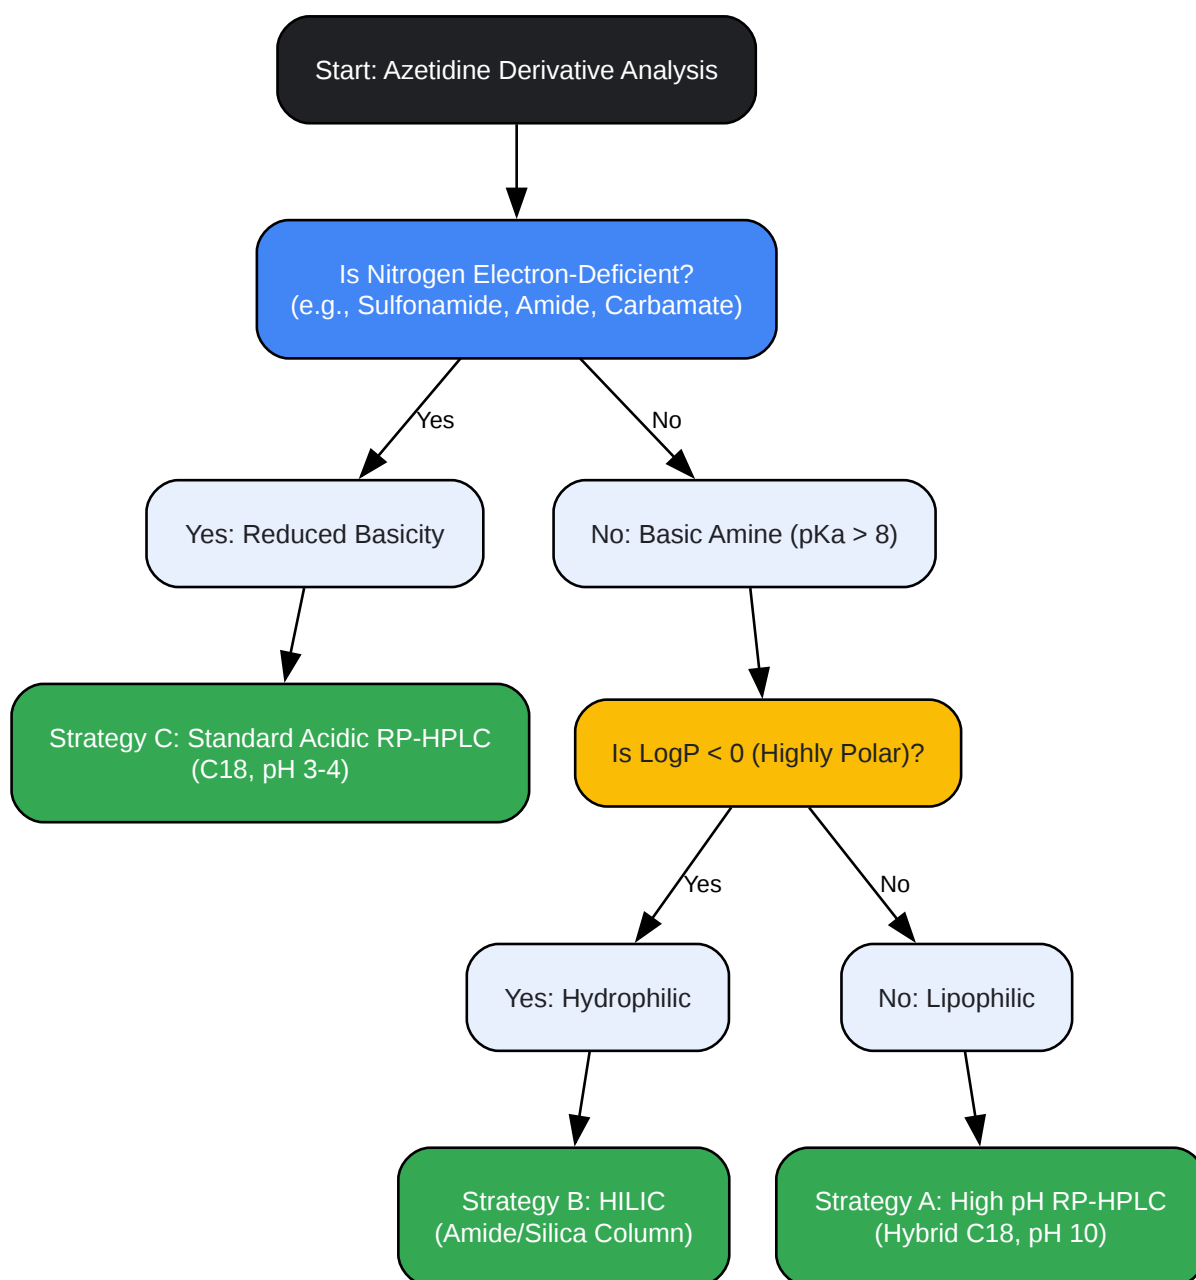 Start: Azetidine Derivative Analysis
Is Nitrogen Electron-Deficient?
(e.g., Sulfonamide, Amide, Carbamate)
Yes
No
Yes: Reduced Basicity
No: Basic Amine (pKa > 8)
Strategy C: Standard Acidic RP-HPLC
(C18, pH 3-4)
Is LogP < 0 (Highly Polar)?
Yes
No
Yes: Hydrophilic
No: Lipophilic
Strategy B: HILIC
(Amide/Silica Column)
Strategy A: High pH RP-HPLC
(Hybrid C18, pH 10)